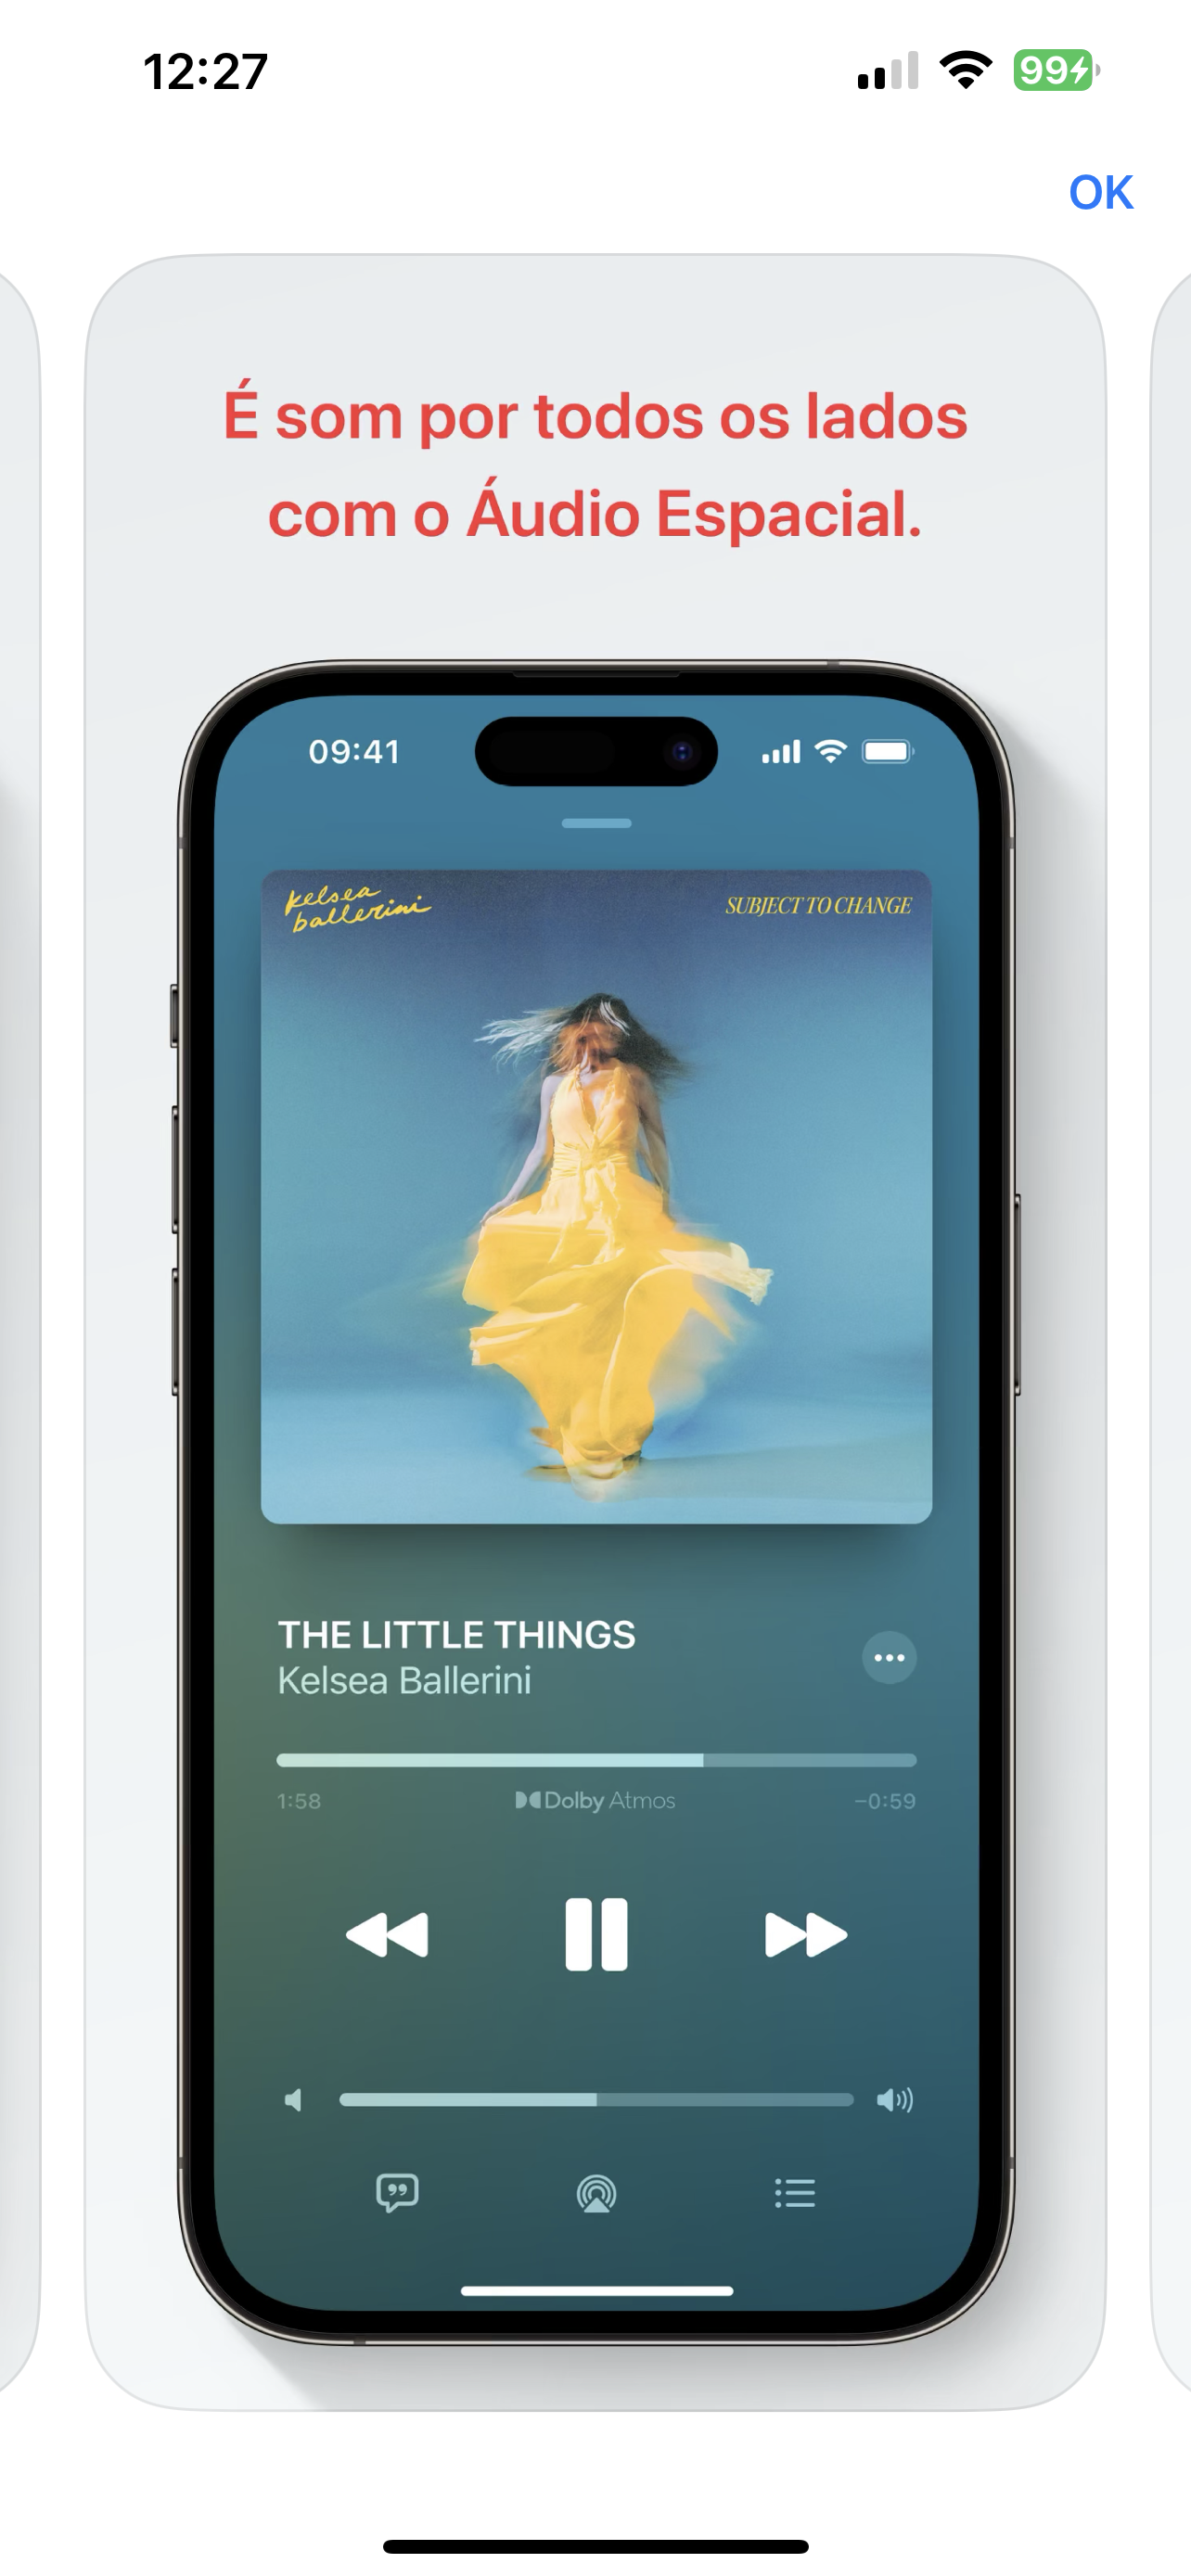 12:27
99
OK
É som por todos os lados
com o Áudio Espacial.
09:41
kelsea
ballerini
SUBJECT TO CHANGE
THE LITTLE THINGS
Kelsea Ballerini
1:58
Dolby Atmos
−0:59